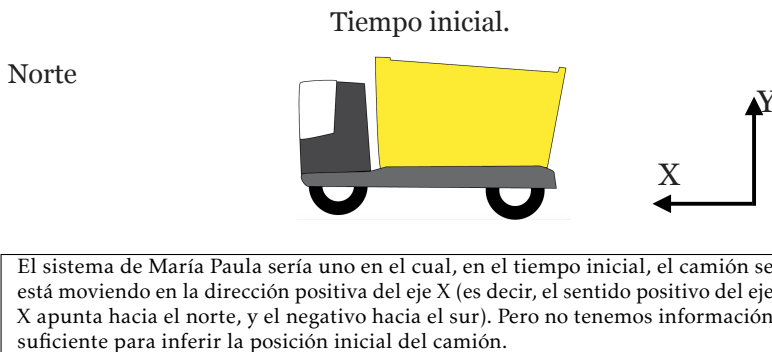 Tiempo inicial.
Norte
Y
X
El sistema de María Paula sería uno en el cual, en el tiempo inicial, el camión se
está moviendo en la dirección positiva del eje X (es decir, el sentido positivo del eje
X apunta hacia el norte, y el negativo hacia el sur). Pero no tenemos información
suficiente para inferir la posición inicial del camión.